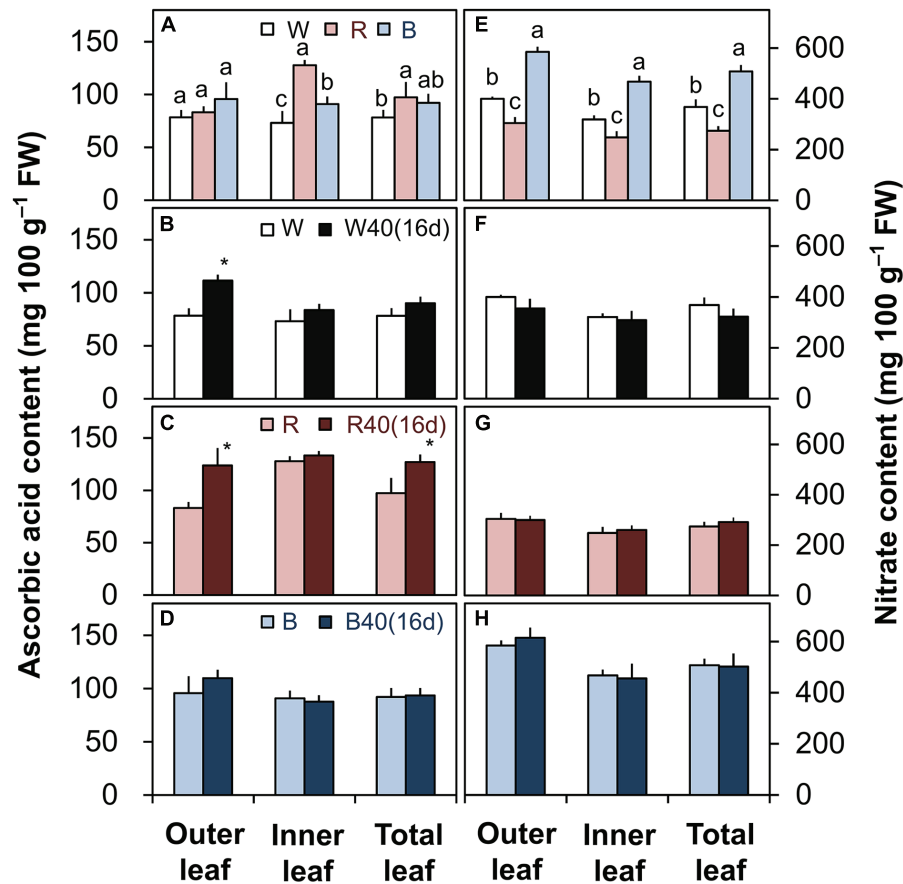 Ascorbic acid content (mg 100 g⁻¹ FW)
A
W R B
150
100
50
0
a a a
c a b
b a ab
B
W W40(16d)
150
100
50
0
*
C
R R40(16d)
150
100
50
0
* *
D
B B40(16d)
150
100
50
0
Outer leaf
Inner leaf
Total leaf
E
b c a
b c a
b c a
600
400
200
0
F
600
400
200
0
G
600
400
200
0
H
600
400
200
0
Outer leaf
Inner leaf
Total leaf
Nitrate content (mg 100 g⁻¹ FW)